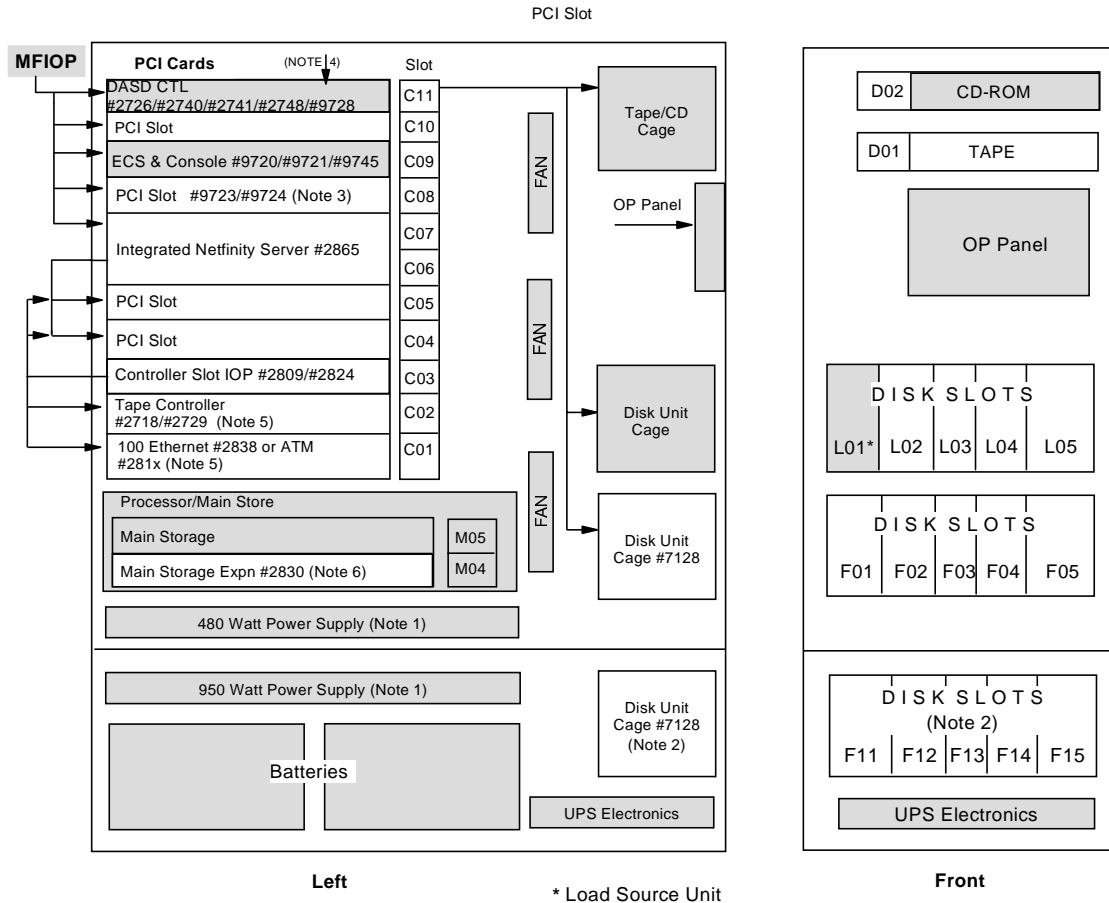 PCI Slot
MFIOP
PCI Cards (NOTE 4) Slot
DASD CTL
#2726/#2740/#2741/#2748/#9728
C11
PCI Slot
C10
ECS & Console #9720/#9721/#9745
C09
PCI Slot #9723/#9724 (Note 3)
C08
Integrated Netfinity Server #2865
C07
C06
PCI Slot
C05
PCI Slot
C04
Controller Slot IOP #2809/#2824
C03
Tape Controller
#2718/#2729 (Note 5)
C02
100 Ethernet #2838 or ATM
#281x (Note 5)
C01
Processor/Main Store
Main Storage
M05
Main Storage Expn #2830 (Note 6)
M04
480 Watt Power Supply (Note 1)
950 Watt Power Supply (Note 1)
Batteries
FAN
FAN
FAN
Tape/CD
Cage
OP Panel
Disk Unit
Cage
Disk Unit
Cage #7128
Disk Unit
Cage #7128
(Note 2)
UPS Electronics
Left
* Load Source Unit
D02 CD-ROM
D01 TAPE
OP Panel
DISK SLOTS
L01* L02 L03 L04 L05
DISK SLOTS
F01 F02 F03 F04 F05
DISK SLOTS
(Note 2)
F11 F12 F13 F14 F15
UPS Electronics
Front